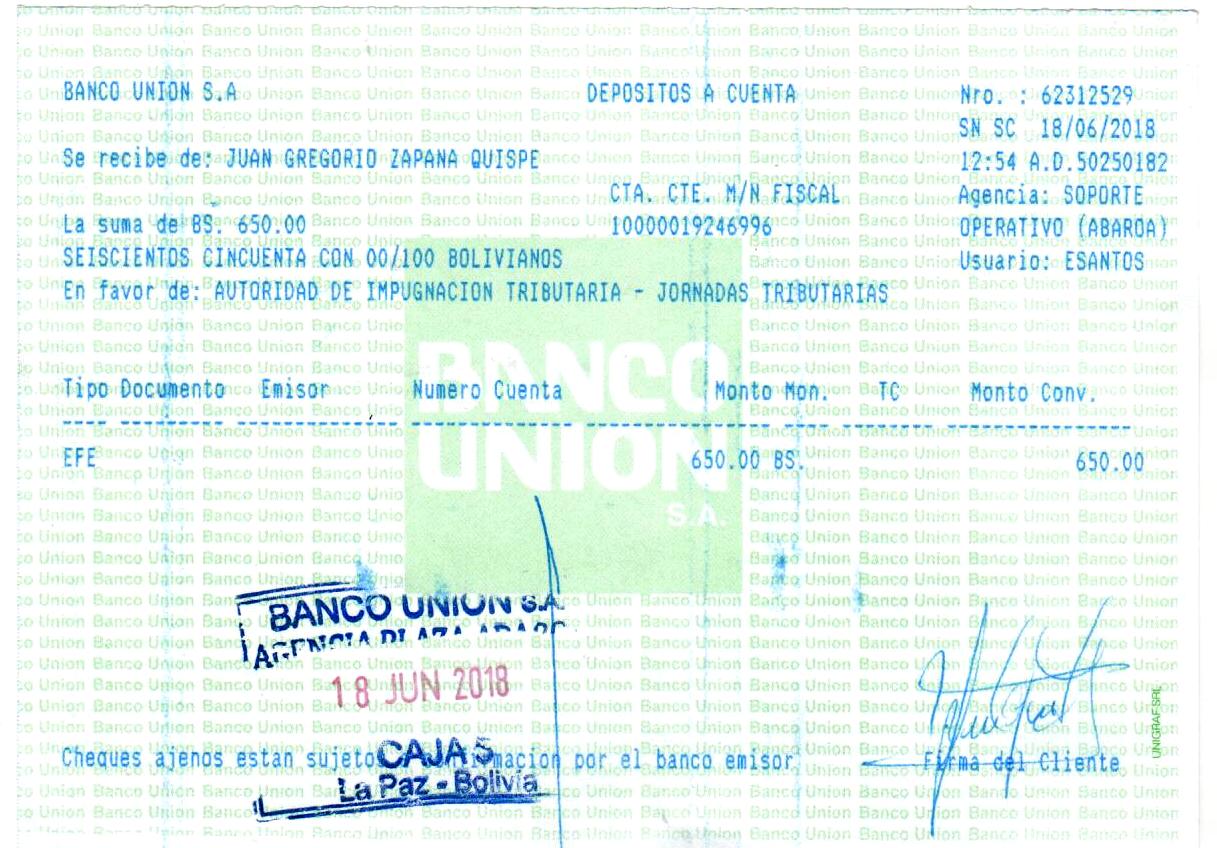 BANCO UNION S.A DEPOSITOS A CUENTA Nro. : 62312529
SN SC 18/06/2018
Se recibe de: JUAN GREGORIO ZAPANA QUISPE 12:54 A.D.50250182
CTA. CTE. M/N FISCAL Agencia: SOPORTE
La suma de BS. 650.00 10000019246996 OPERATIVO (ABAROA)
SEISCIENTOS CINCUENTA CON 00/100 BOLIVIANOS Usuario: ESANTOS
En favor de: AUTORIDAD DE IMPUGNACION TRIBUTARIA - JORNADAS TRIBUTARIAS
BANCO
UNION
S.A.
Tipo Documento Emisor Numero Cuenta Monto Mon. TC Monto Conv.
EFE 650.00 BS. 650.00
BANCO UNION S.A.
AGENCIA PLAZA
18 JUN 2018
CAJA 5
La Paz - Bolivia
Cheques ajenos estan sujeto por el banco emisor Firma del Cliente
UNIGRAF SRL